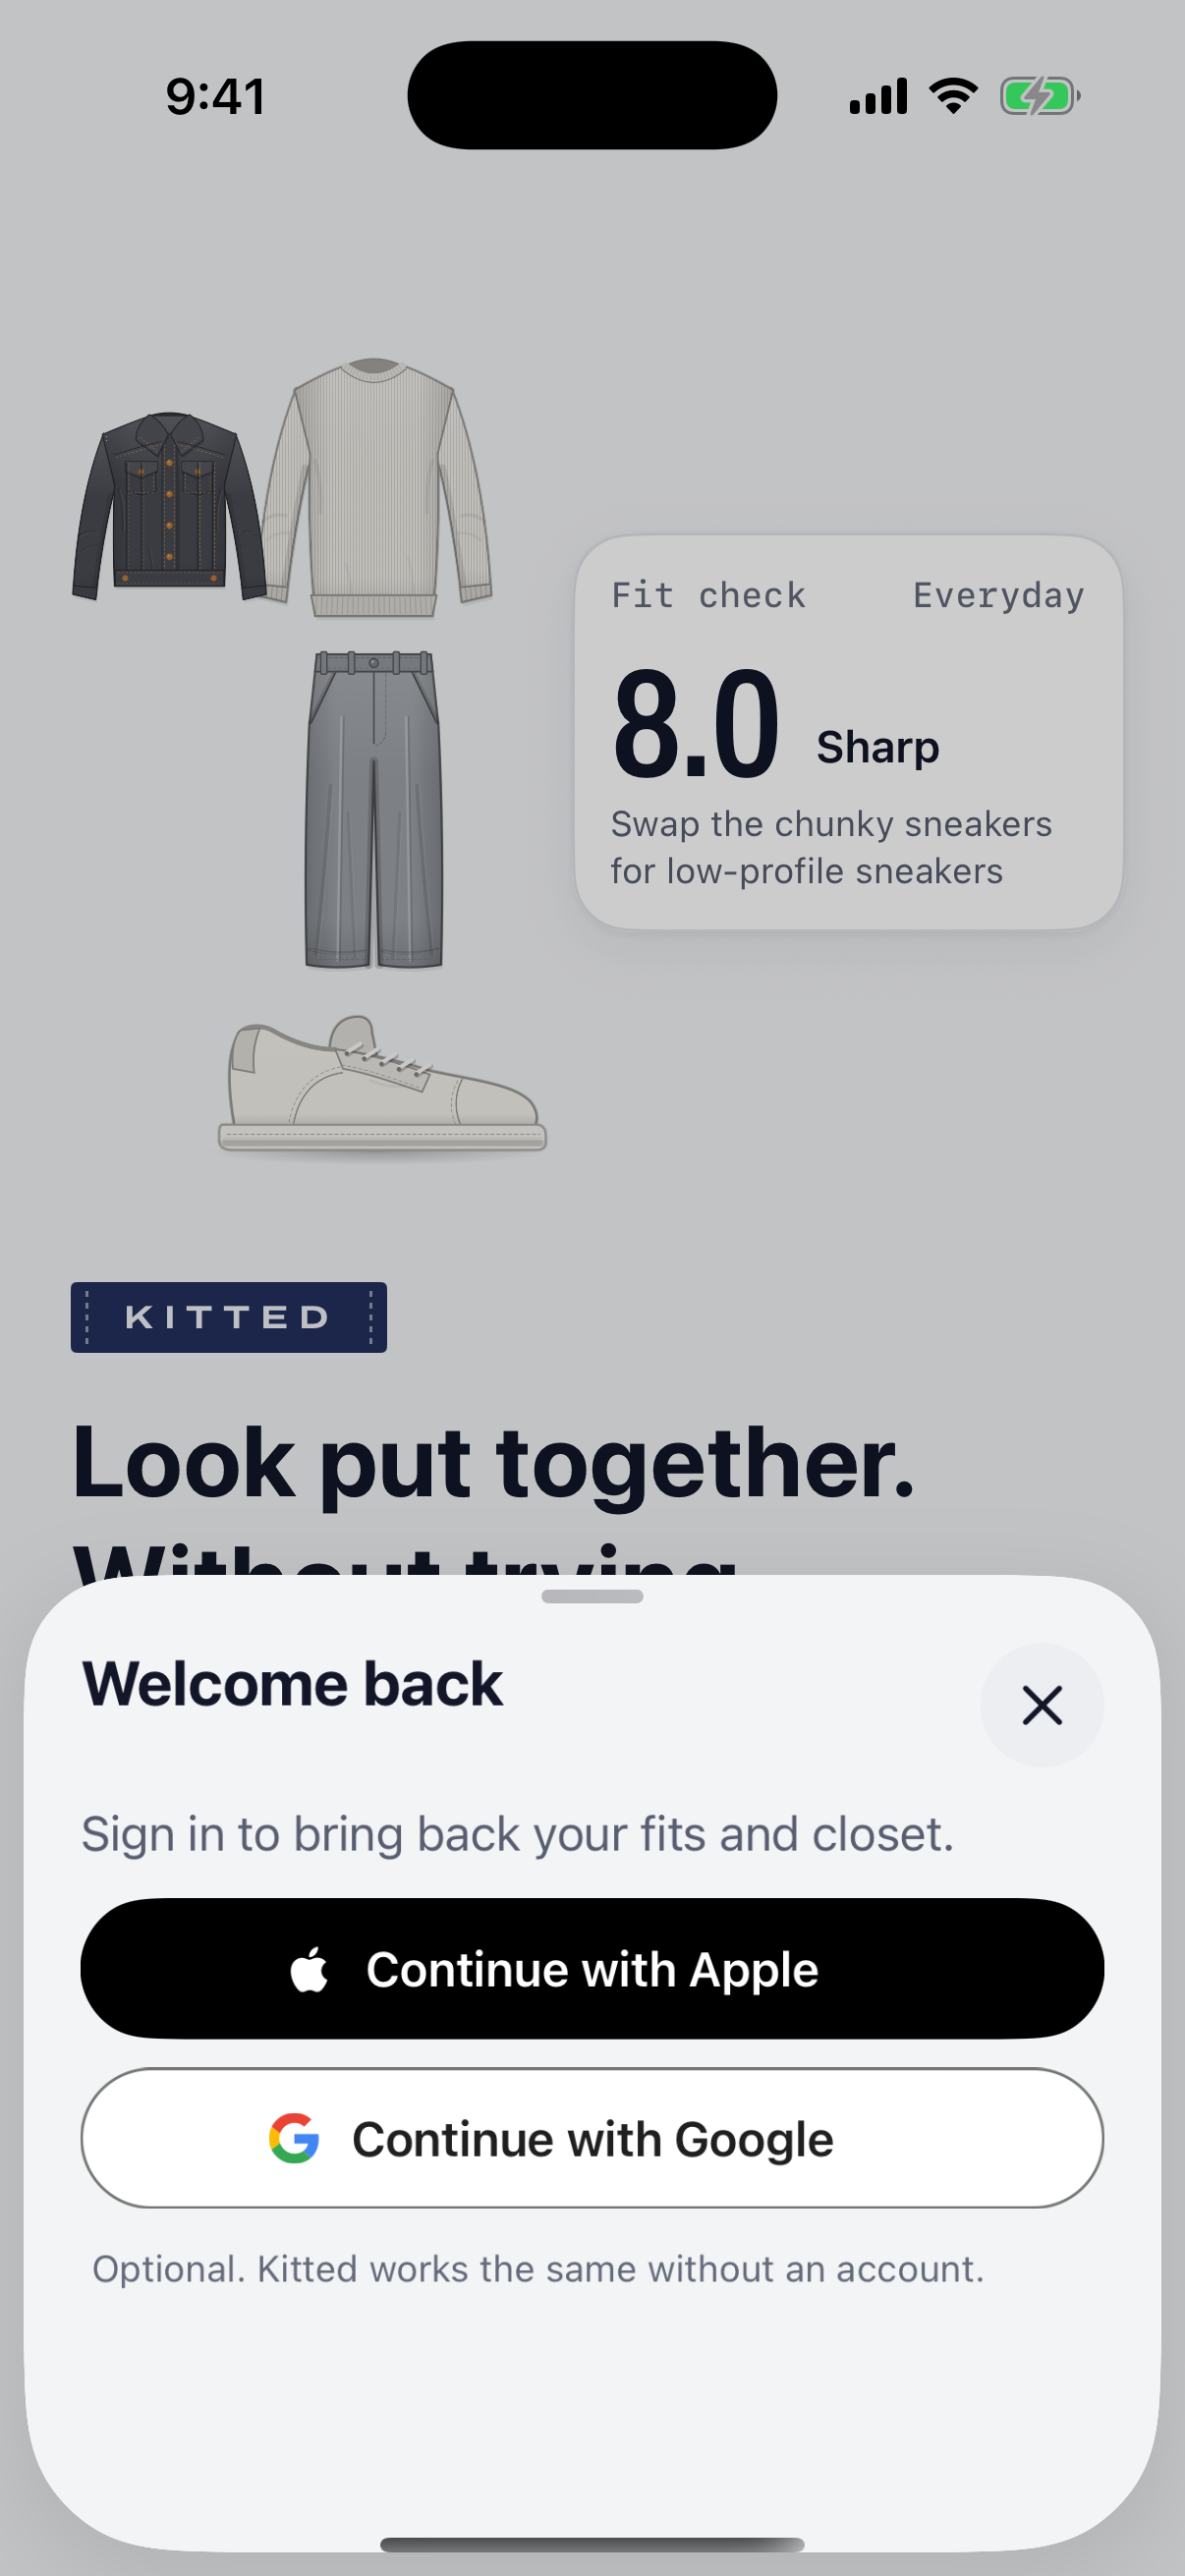 9:41
Fit check Everyday
8.0 Sharp
Swap the chunky sneakers
for low-profile sneakers
KITTED
Look put together.
Without trying
Welcome back
Sign in to bring back your fits and closet.
Continue with Apple
Continue with Google
Optional. Kitted works the same without an account.